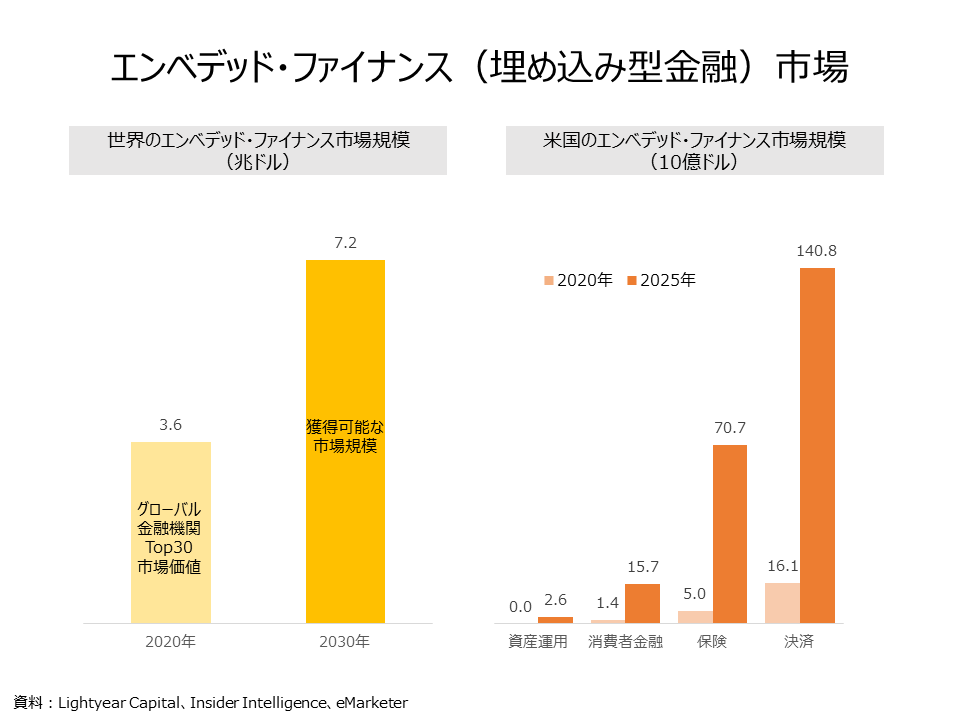 エンベデッド・ファイナンス（埋め込み型金融）市場
世界のエンベデッド・ファイナンス市場規模
（兆ドル）
7.2
3.6
獲得可能な
市場規模
グローバル
金融機関
Top30
市場価値
2020年
2030年
米国のエンベデッド・ファイナンス市場規模
（10億ドル）
2020年
2025年
140.8
70.7
16.1
15.7
5.0
1.4
2.6
0.0
資産運用
消費者金融
保険
決済
資料：Lightyear Capital、Insider Intelligence、eMarketer